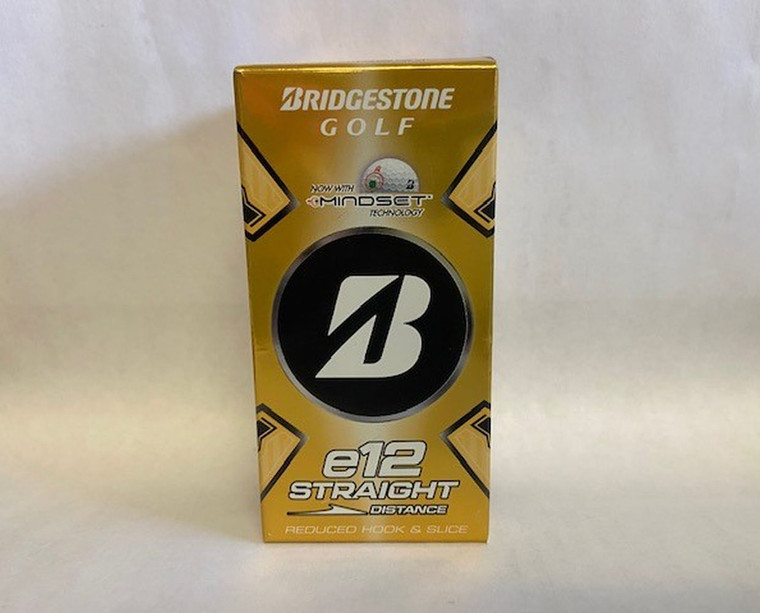 BRIDGESTONE
GOLF
NOW WITH
MINDSET
TECHNOLOGY
B
e12
STRAIGHT
DISTANCE
REDUCED HOOK & SLICE